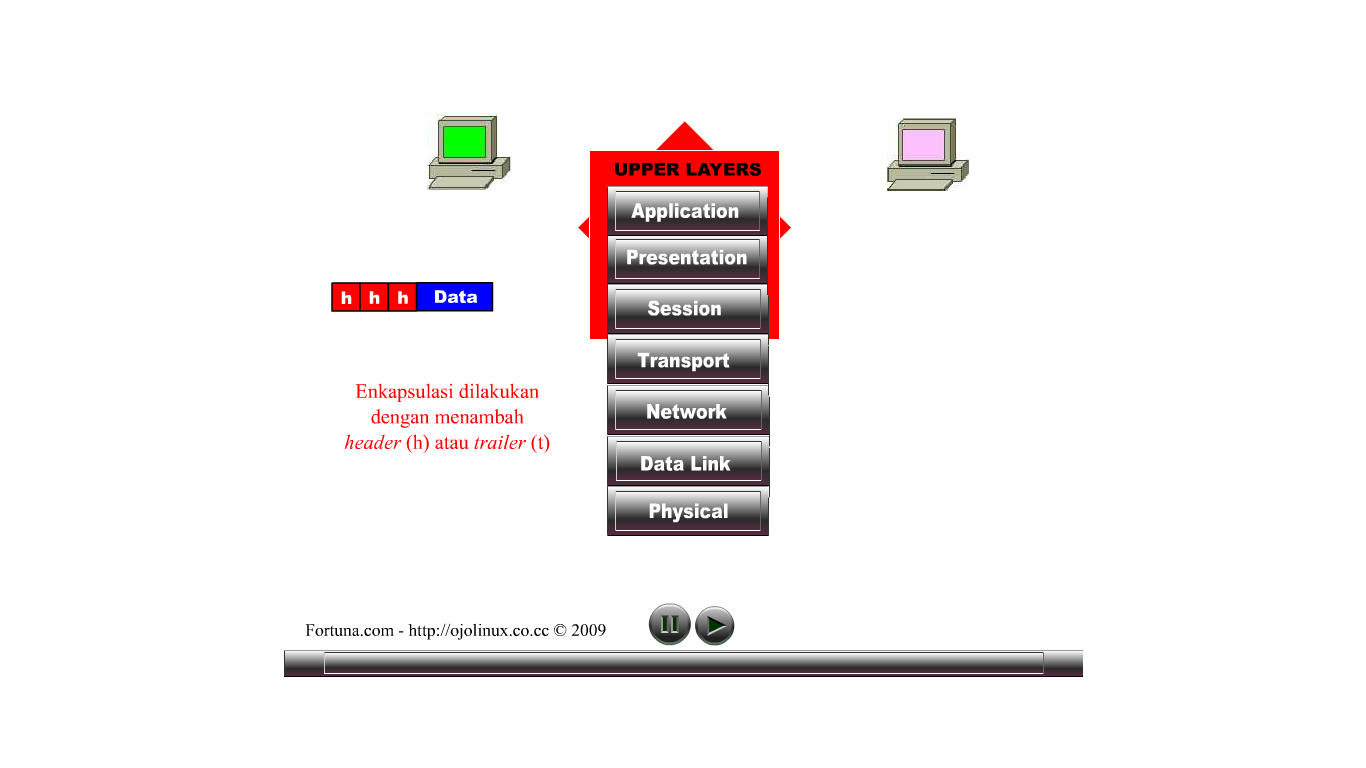 UPPER LAYERS
Application
Presentation
Session
Transport
Network
Data Link
Physical
h h h Data
Enkapsulasi dilakukan
dengan menambah
header (h) atau trailer (t)
Fortuna.com - http://ojolinux.co.cc © 2009